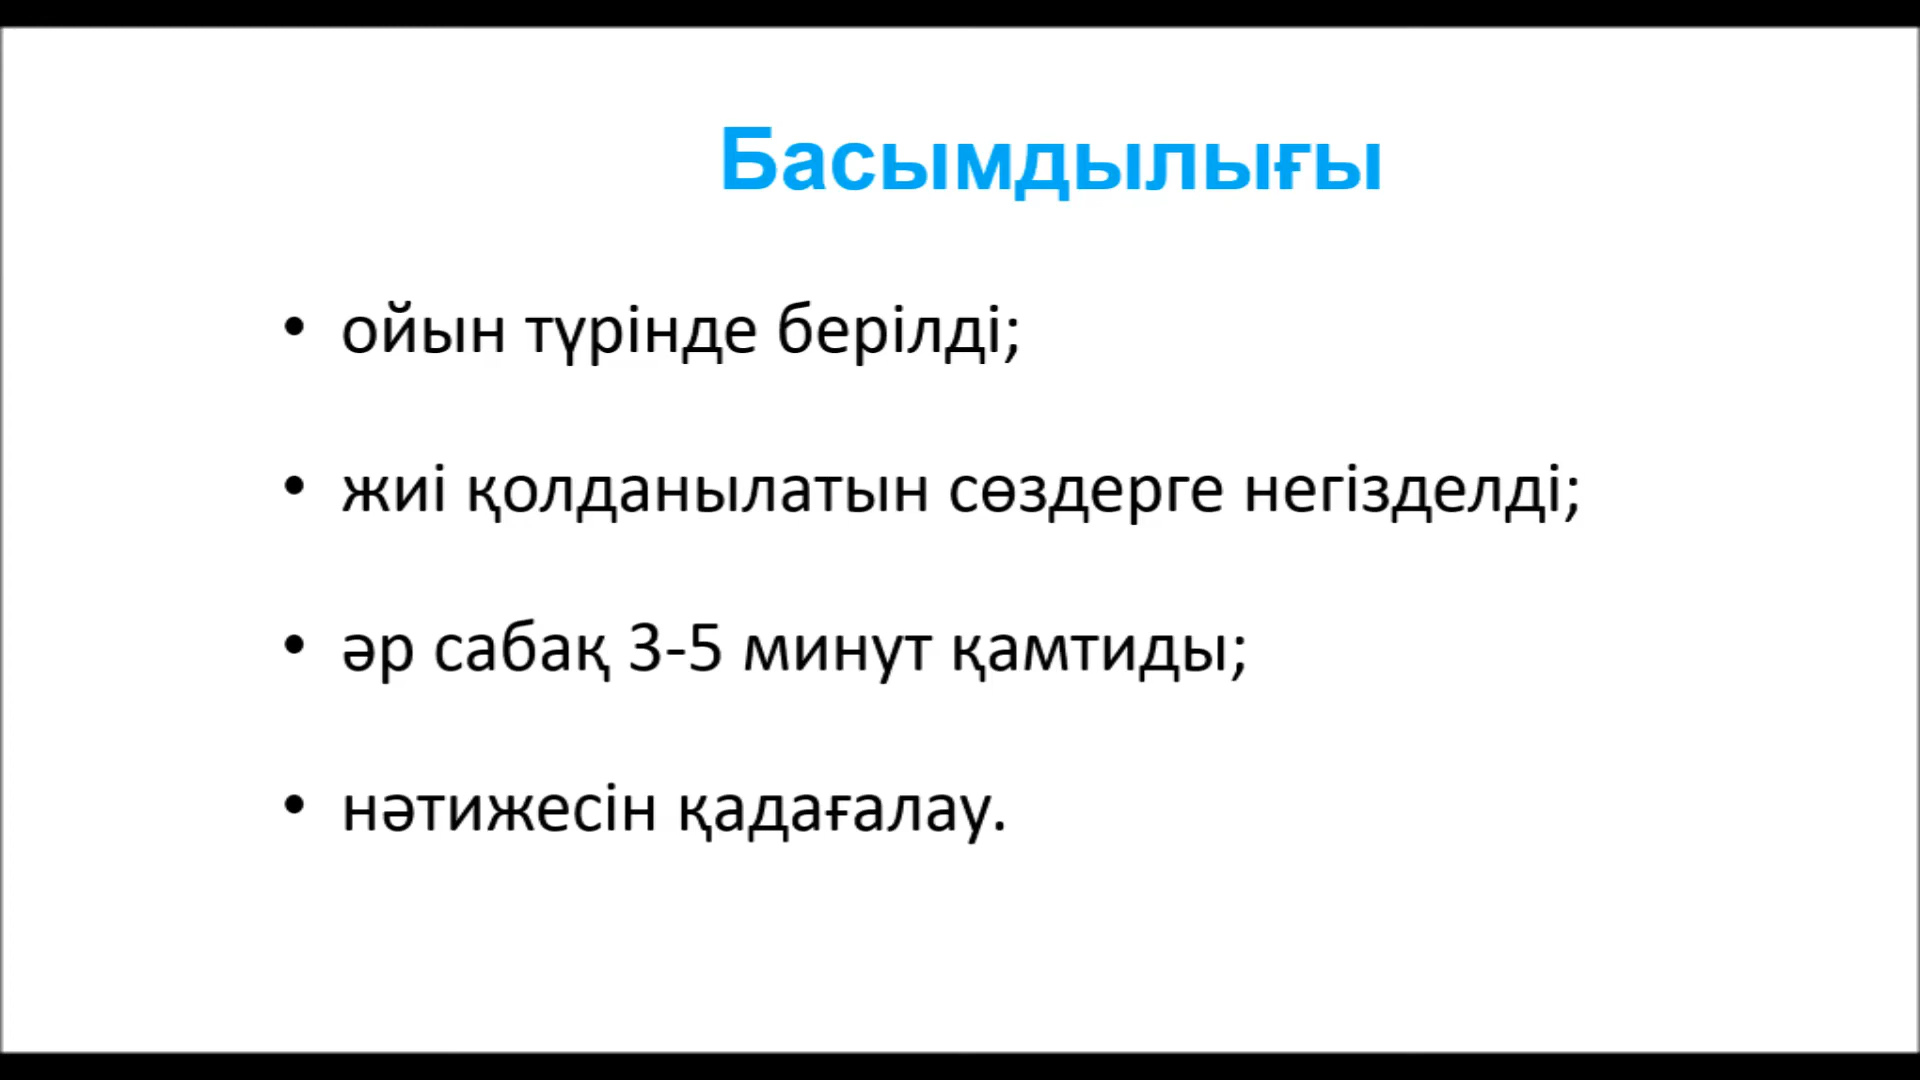 Басымдылығы
• ойын түрінде берілді;
• жиі қолданылатын сөздерге негізделді;
• әр сабақ 3-5 минут қамтиды;
• нәтижесін қадағалау.